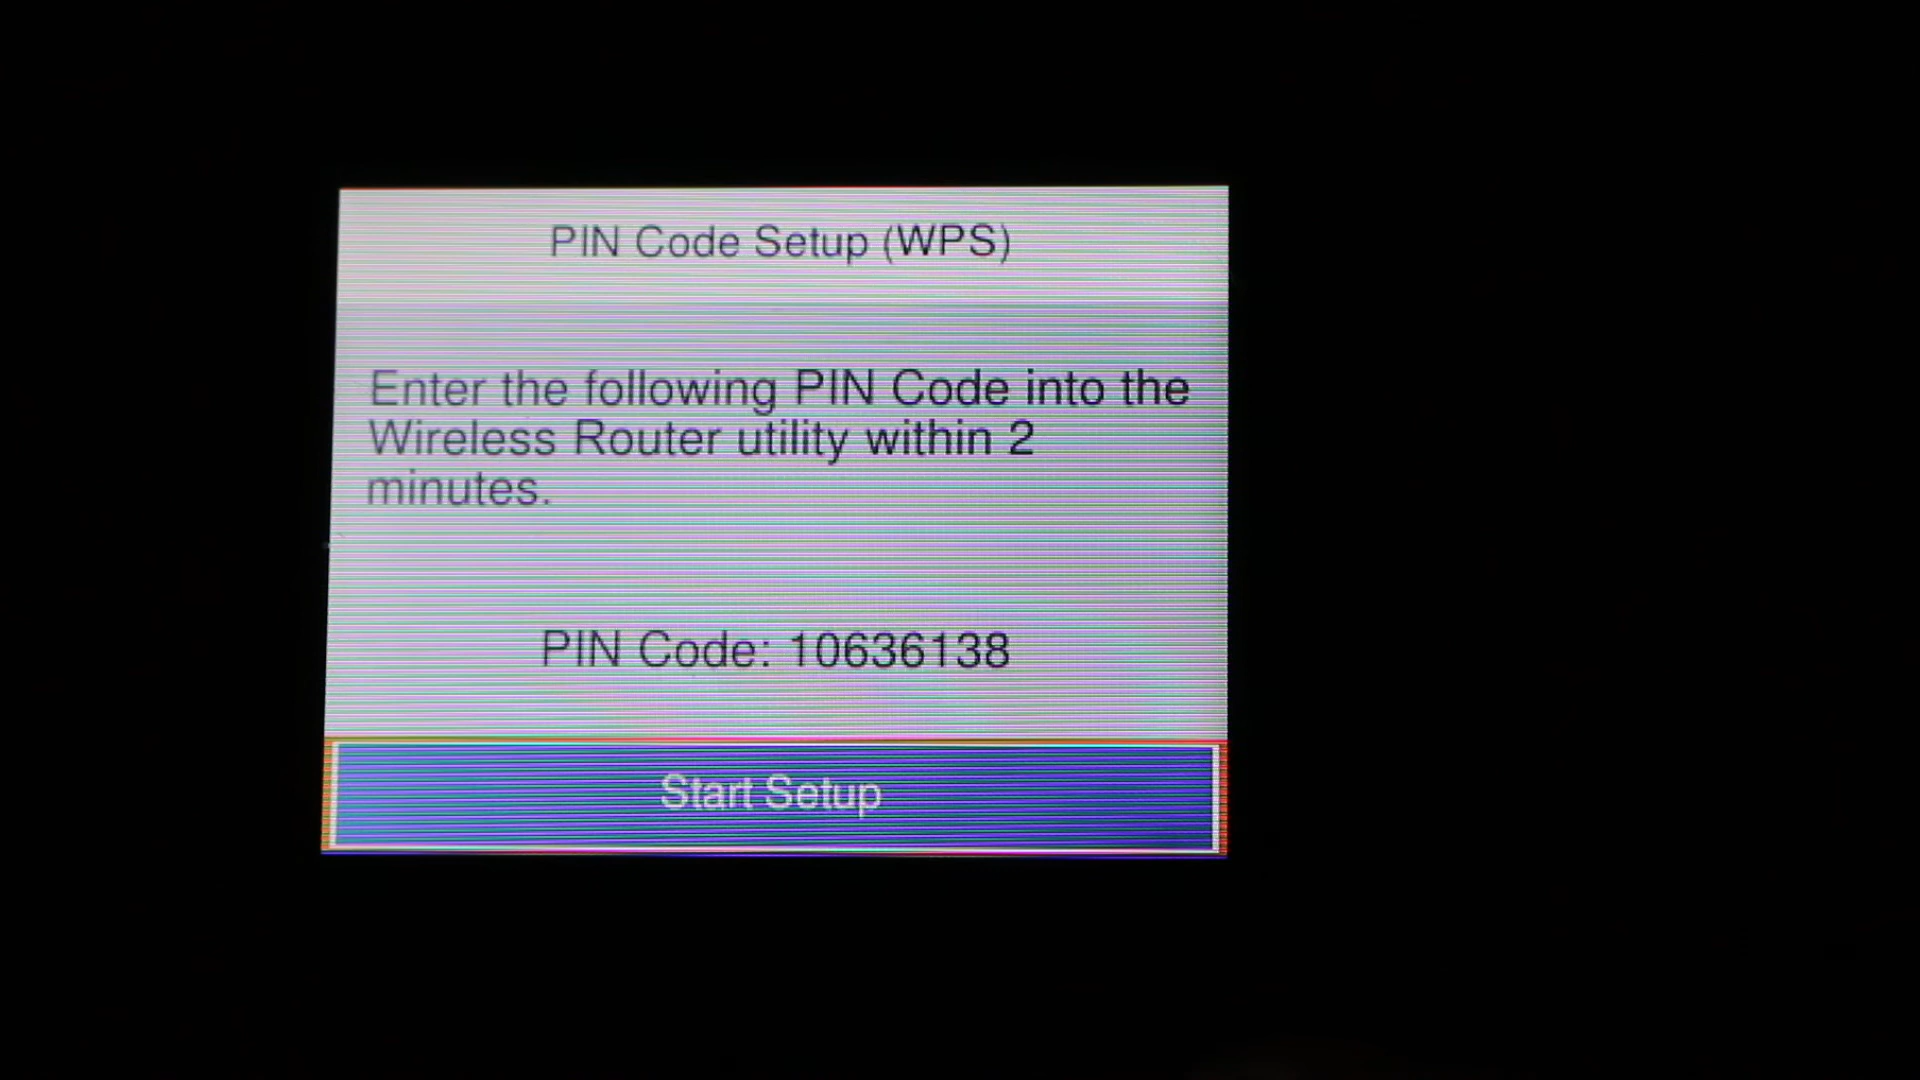 PIN Code Setup (WPS)
Enter the following PIN Code into the
Wireless Router utility within 2
minutes.
PIN Code: 10636138
Start Setup